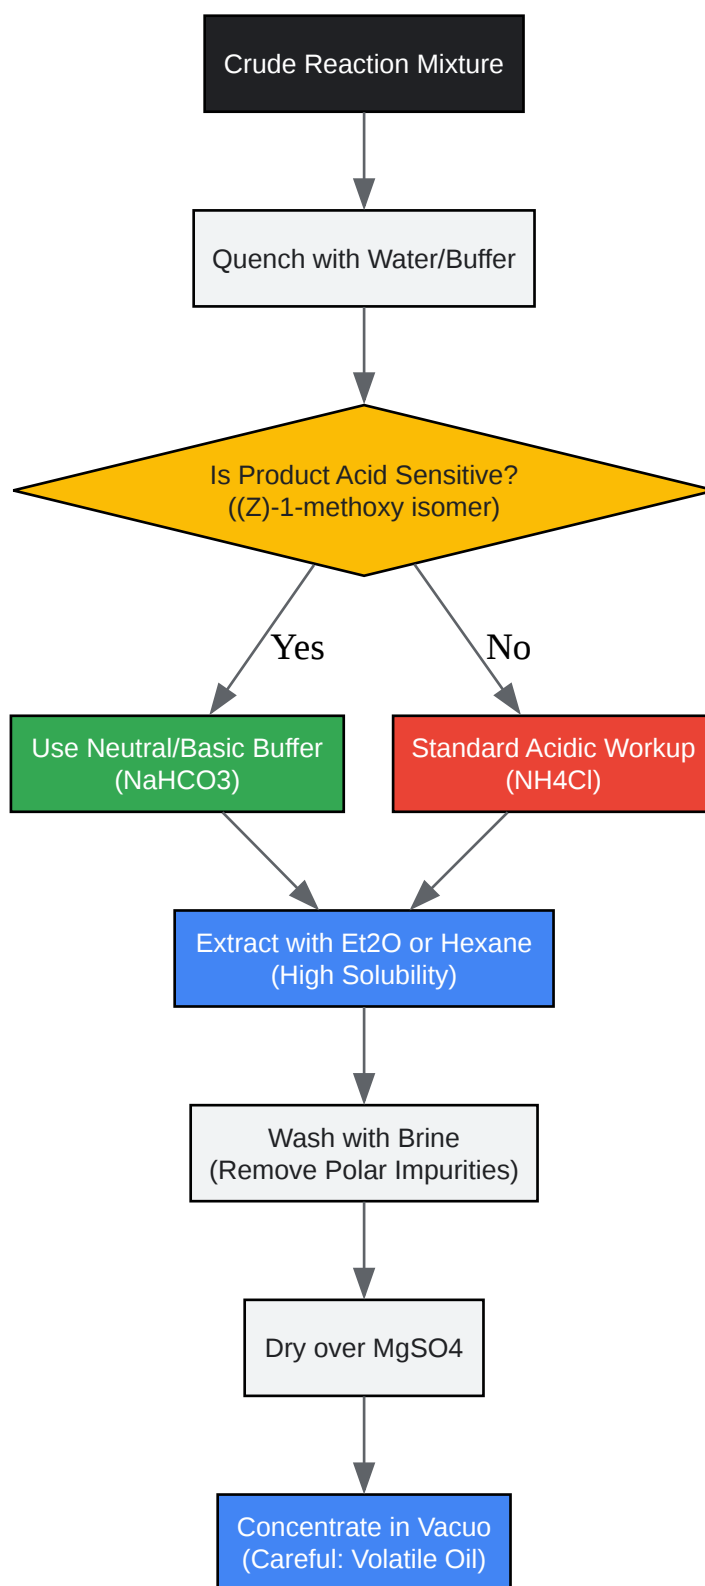 Crude Reaction Mixture
Quench with Water/Buffer
Is Product Acid Sensitive?
((Z)-1-methoxy isomer)
Yes
No
Use Neutral/Basic Buffer
(NaHCO3)
Standard Acidic Workup
(NH4Cl)
Extract with Et2O or Hexane
(High Solubility)
Wash with Brine
(Remove Polar Impurities)
Dry over MgSO4
Concentrate in Vacuo
(Careful: Volatile Oil)